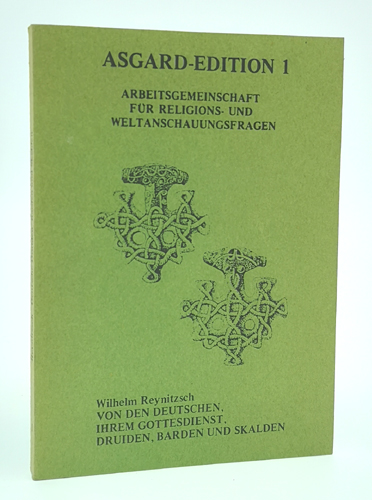 ASGARD-EDITION 1
ARBEITSGEMEINSCHAFT
FÜR RELIGIONS- UND
WELTANSCHAUUNGSFRAGEN
Wilhelm Reynitzsch
VON DEN DEUTSCHEN,
IHREM GOTTESDIENST,
DRUIDEN, BARDEN UND SKALDEN